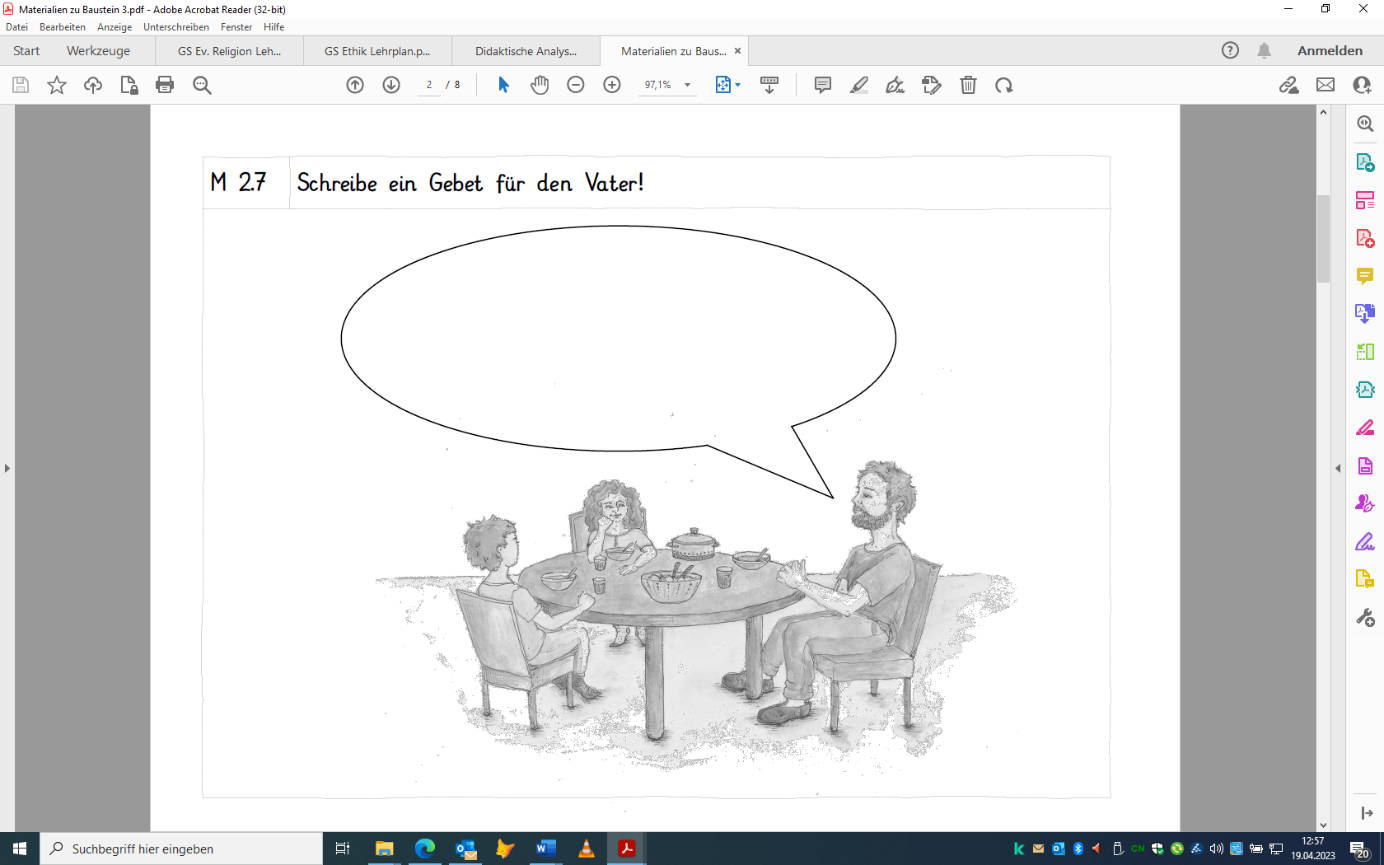 Materialien zu Baustein 3.pdf - Adobe Acrobat Reader (32-bit)
Datei Bearbeiten Anzeige Unterschreiben Fenster Hilfe
Start Werkzeuge GS Ev. Religion Leh... GS Ethik Lehrplan.p... Didaktische Analys... Materialien zu Baus... × Anmelden
2 / 8 97,1%
M 2.7 Schreibe ein Gebet für den Vater!
Suchbegriff hier eingeben
CN
12:57
19.04.2023
20